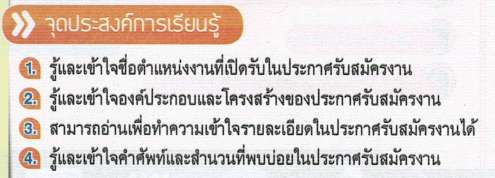 จุดประสงค์การเรียนรู้
1. รู้และเข้าใจชื่อตำแหน่งงานที่เปิดรับในประกาศรับสมัครงาน
2. รู้และเข้าใจองค์ประกอบและโครงสร้างของประกาศรับสมัครงาน
3. สามารถอ่านเพื่อทำความเข้าใจรายละเอียดในประกาศรับสมัครงานได้
4. รู้และเข้าใจคำศัพท์และสำนวนที่พบบ่อยในประกาศรับสมัครงาน